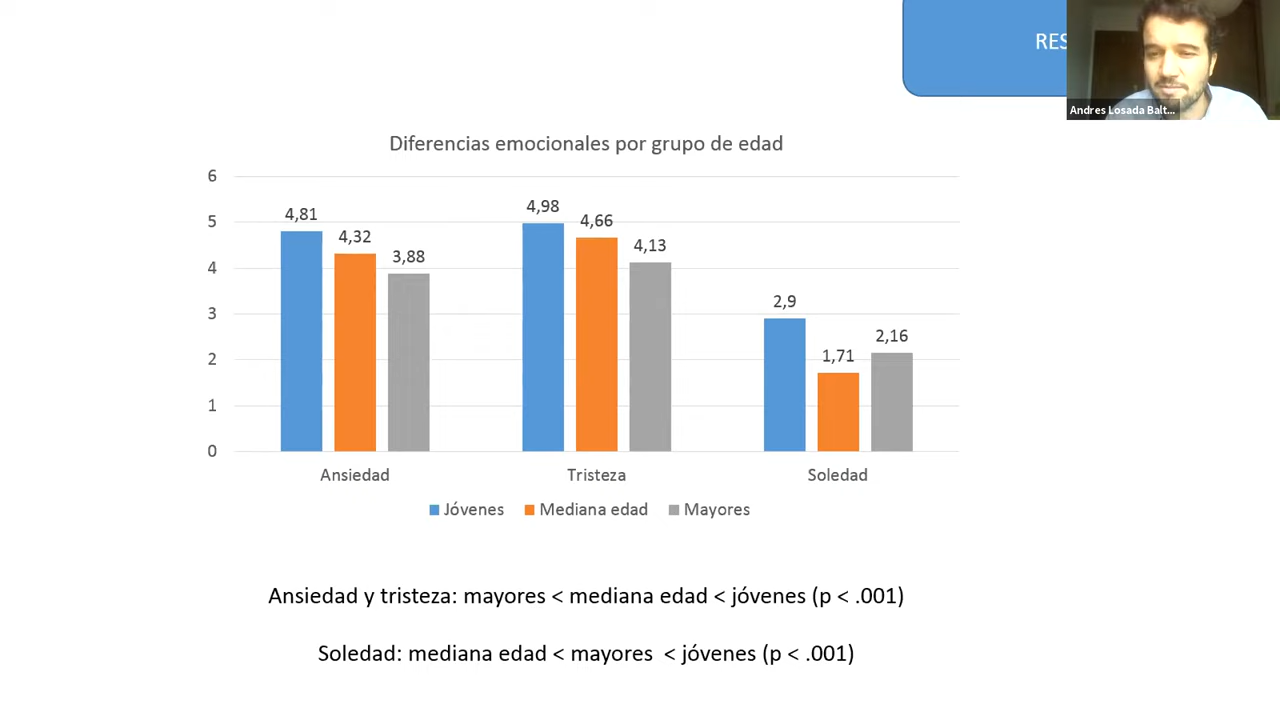 RES
Andres Losada Balt...
Diferencias emocionales por grupo de edad
6
5
4
3
2
1
0
4,81
4,32
3,88
4,98
4,66
4,13
2,9
1,71
2,16
Ansiedad
Tristeza
Soledad
Jóvenes
Mediana edad
Mayores
Ansiedad y tristeza: mayores < mediana edad < jóvenes (p < .001)
Soledad: mediana edad < mayores < jóvenes (p < .001)